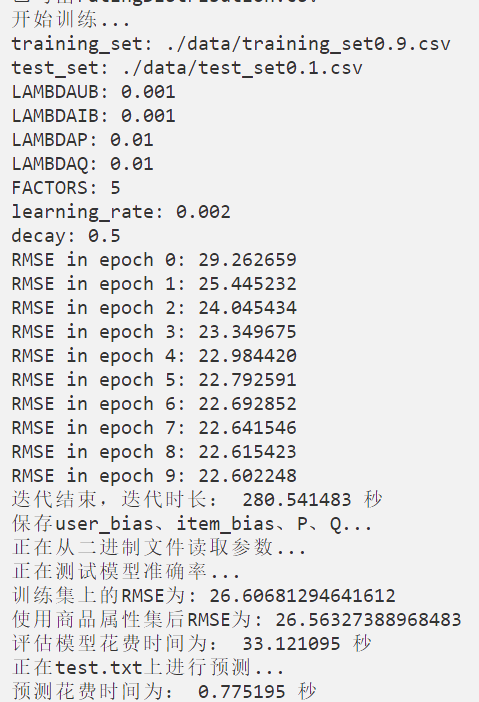 开始训练...
training_set: ./data/training_set0.9.csv
test_set: ./data/test_set0.1.csv
LAMBDAUB: 0.001
LAMBDAIB: 0.001
LAMBDAP: 0.01
LAMBDAQ: 0.01
FACTORS: 5
learning_rate: 0.002
decay: 0.5
RMSE in epoch 0: 29.262659
RMSE in epoch 1: 25.445232
RMSE in epoch 2: 24.045434
RMSE in epoch 3: 23.349675
RMSE in epoch 4: 22.984420
RMSE in epoch 5: 22.792591
RMSE in epoch 6: 22.692852
RMSE in epoch 7: 22.641546
RMSE in epoch 8: 22.615423
RMSE in epoch 9: 22.602248
迭代结束，迭代时长： 280.541483 秒
保存user_bias、item_bias、P、Q...
正在从二进制文件读取参数...
正在测试模型准确率...
训练集上的RMSE为: 26.60681294641612
使用商品属性集后RMSE为: 26.56327388968483
评估模型花费时间为： 33.121095 秒
正在test.txt上进行预测...
预测花费时间为： 0.775195 秒